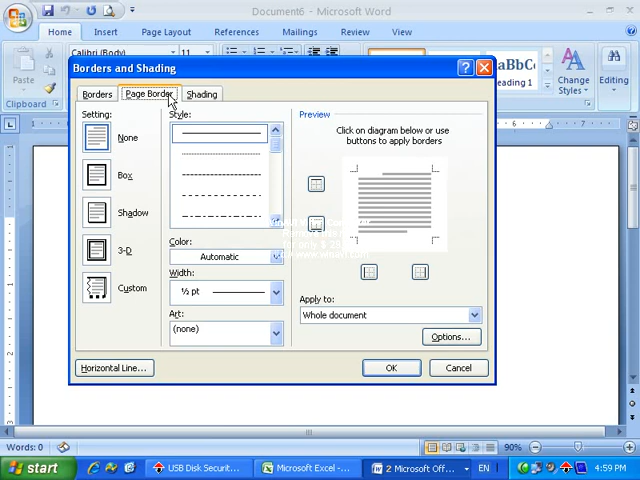 Document6 - Microsoft Word
Home
Insert
Page Layout
References
Mailings
Review
View
Calibri (Body)
11
Paste
Clipboard
AaBbC
Heading 1
Change
Styles
Editing
Borders and Shading
Borders
Page Border
Shading
Setting:
None
Box
Shadow
3-D
Custom
Style:
Color:
Automatic
Width:
½ pt
Art:
(none)
Preview
Click on diagram below or use
buttons to apply borders
for only $
Apply to:
Whole document
Options...
Horizontal Line...
OK
Cancel
Words: 0
90%
start
USB Disk Securit...
Microsoft Excel -...
2 Microsoft Off...
EN
4:59 PM